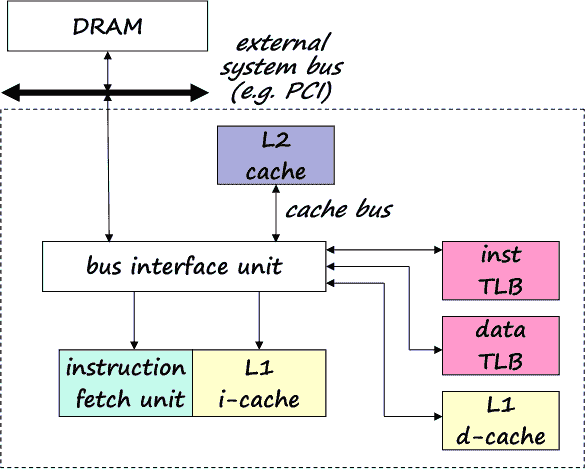 DRAM
external
system bus
(e.g. PCI)
L2
cache
cache bus
bus interface unit
inst
TLB
data
TLB
instruction
fetch unit
L1
i-cache
L1
d-cache